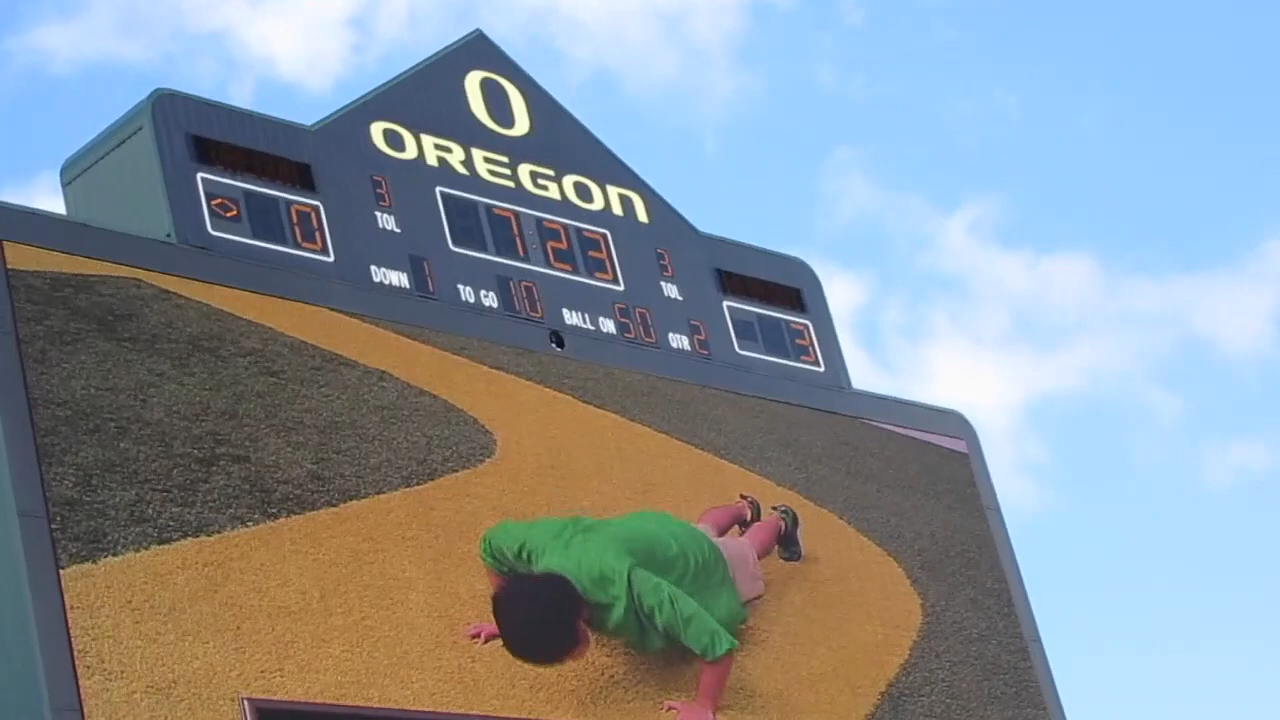 O
OREGON
3
TOL
<> 0
7:23
3
TOL
DOWN 1
TO GO 10
BALL ON 50
QTR 2
3